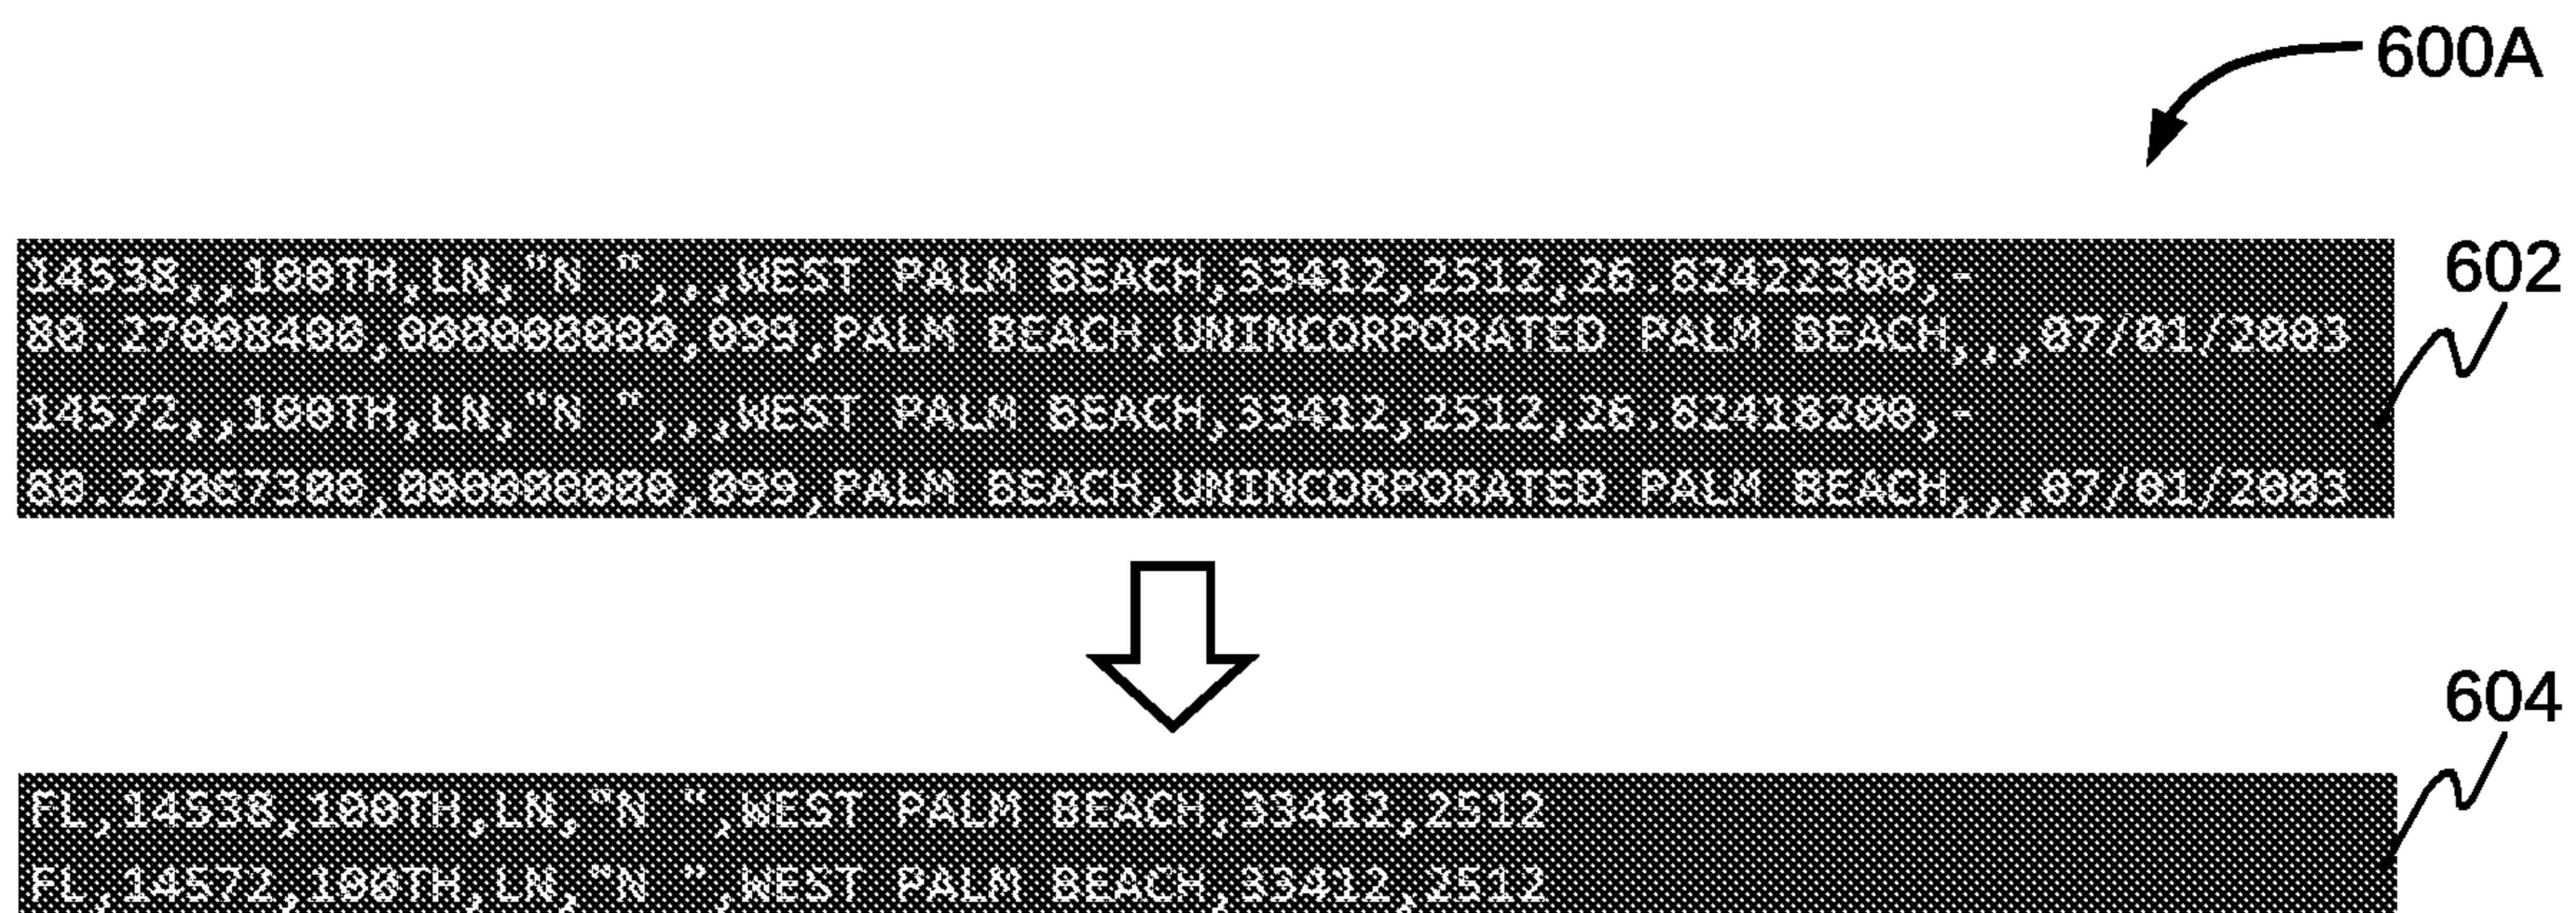 600A
14538,,100TH,LN,"N ",,,WEST PALM BEACH,33412,2512,26.82422300,-
80.27008400,000000000,099,PALM BEACH,UNINCORPORATED PALM BEACH,,,07/01/2003
602
14572,,100TH,LN,"N ",,,WEST PALM BEACH,33412,2512,26.82418200,-
80.27067300,000000000,099,PALM BEACH,UNINCORPORATED PALM BEACH,,,07/01/2003
604
FL,14538,100TH,LN,"N ",WEST PALM BEACH,33412,2512
FL,14572,100TH,LN,"N ",WEST PALM BEACH,33412,2512